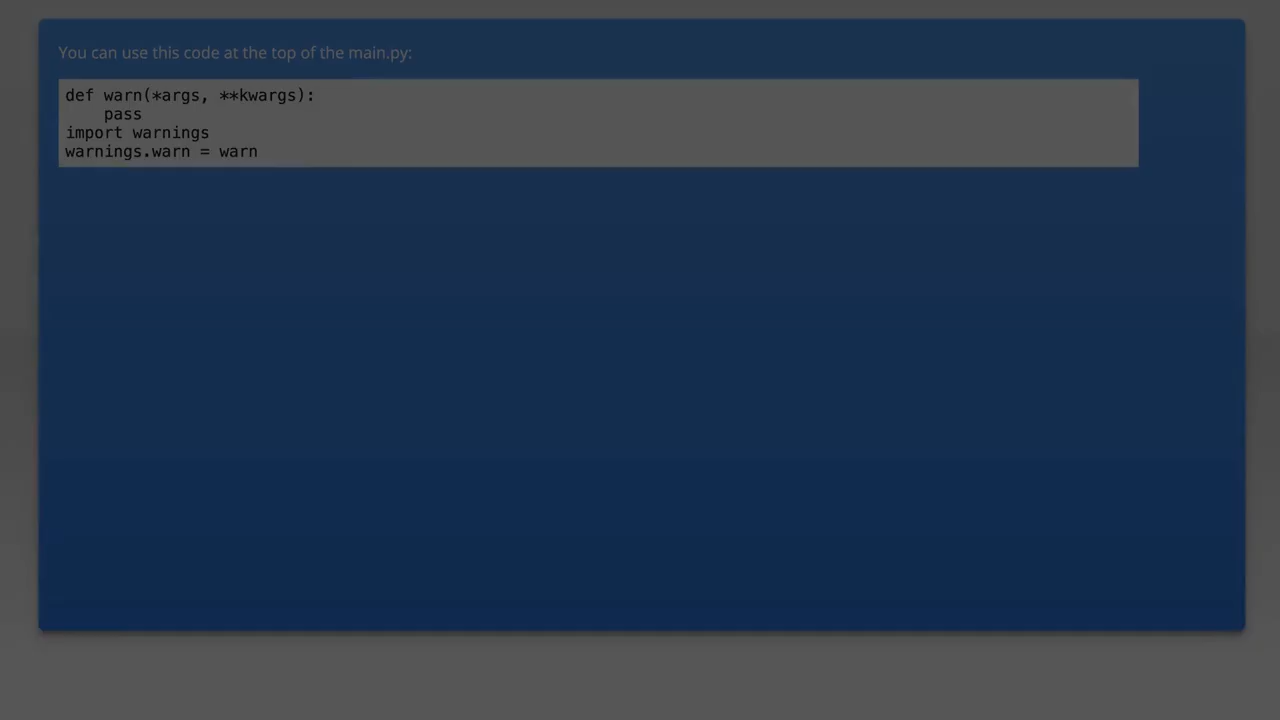 You can use this code at the top of the main.py:
def warn(*args, **kwargs):
    pass
import warnings
warnings.warn = warn